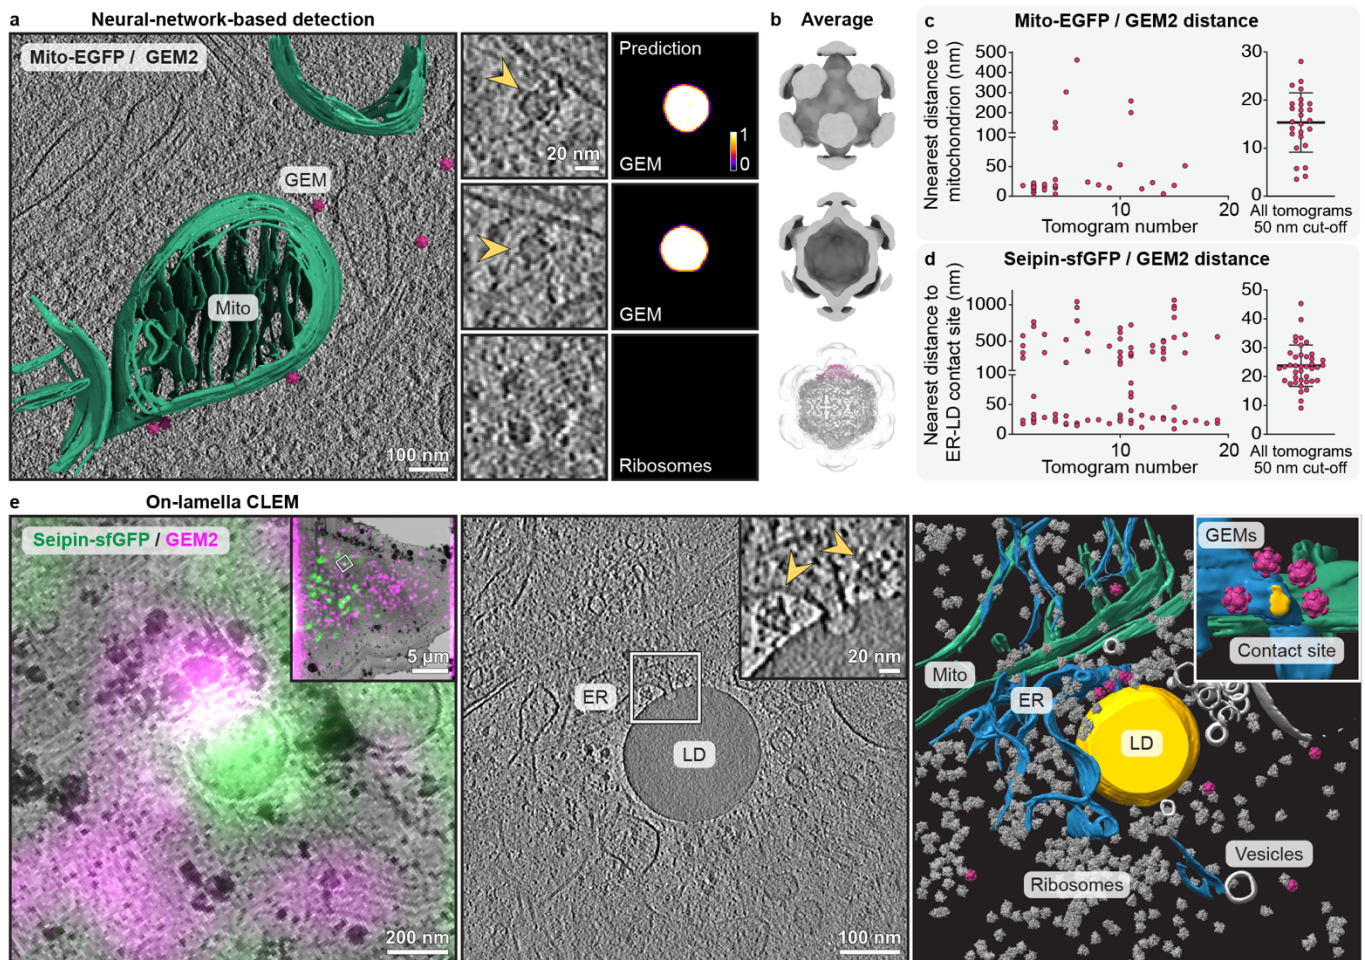 a Neural-network-based detection
Mito-EGFP / GEM2
GEM
Mito
100 nm
20 nm
Prediction
1
0
GEM
GEM
Ribosomes
b Average
c Mito-EGFP / GEM2 distance
Nnearest distance to
mitochondrion (nm)
500
400
300
200
100
50
0
10
20
Tomogram number
30
20
10
0
All tomograms
50 nm cut-off
d Seipin-sfGFP / GEM2 distance
Nearest distance to
ER-LD contact site (nm)
1000
500
100
50
0
10
20
Tomogram number
50
40
30
20
10
0
All tomograms
50 nm cut-off
e On-lamella CLEM
Seipin-sfGFP / GEM2
5 µm
200 nm
20 nm
ER
LD
100 nm
GEMs
Contact site
Mito
ER
LD
Vesicles
Ribosomes